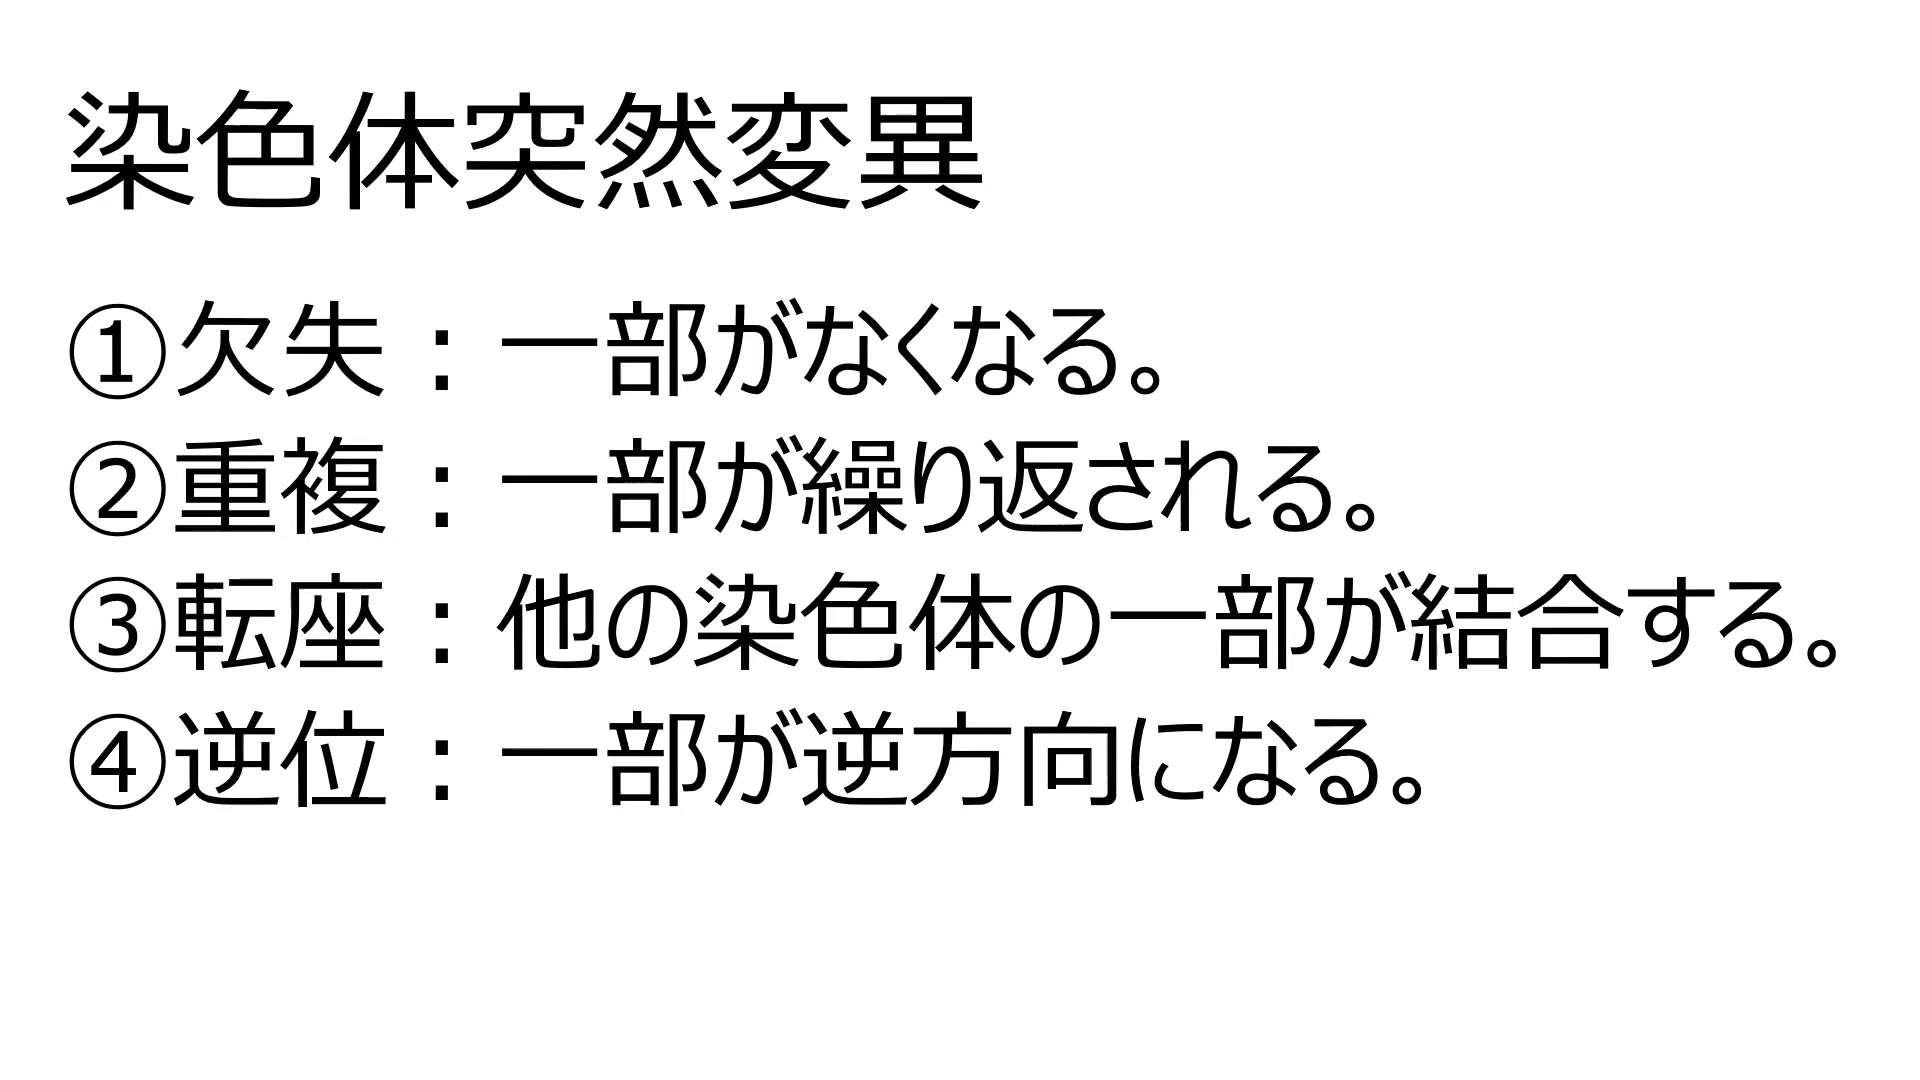 染色体突然変異
①欠失：一部がなくなる。
②重複：一部が繰り返される。
③転座：他の染色体の一部が結合する。
④逆位：一部が逆方向になる。